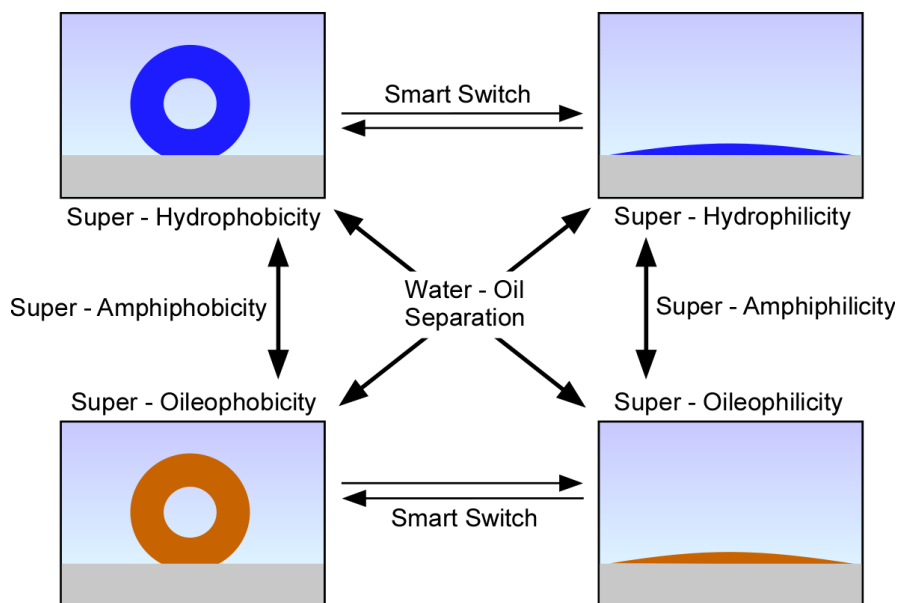 Smart Switch
Super - Hydrophobicity
Super - Hydrophilicity
Super - Amphiphobicity
Water - Oil
Separation
Super - Amphiphilicity
Super - Oileophobicity
Super - Oileophilicity
Smart Switch